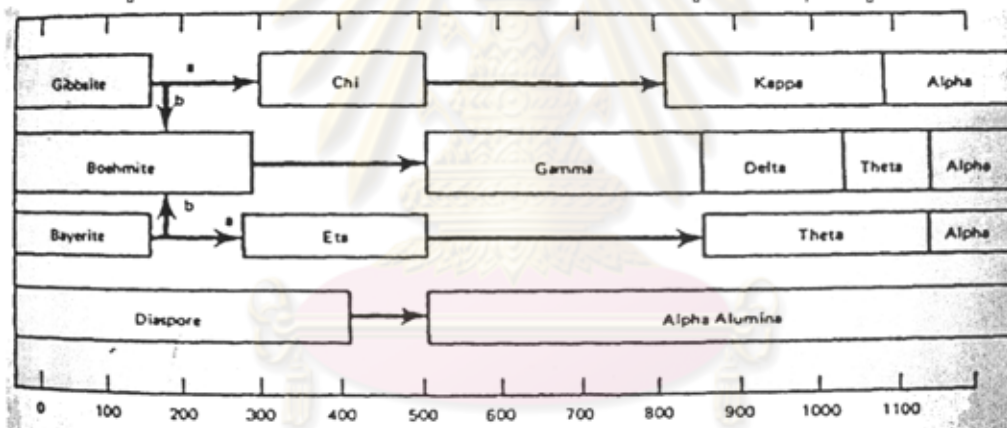 a
Gibbsite Chi Kappa Alpha
b
Boehmite Gamma Delta Theta Alpha
b
a
Bayerite Eta Theta Alpha
Diaspore Alpha Alumina
0 100 200 300 400 500 600 700 800 900 1000 1100